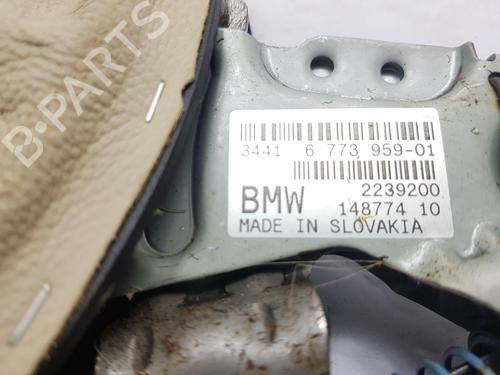 B-PARTS
3441 6 773 959-01
2239200
BMW 148774 10
MADE IN SLOVAKIA